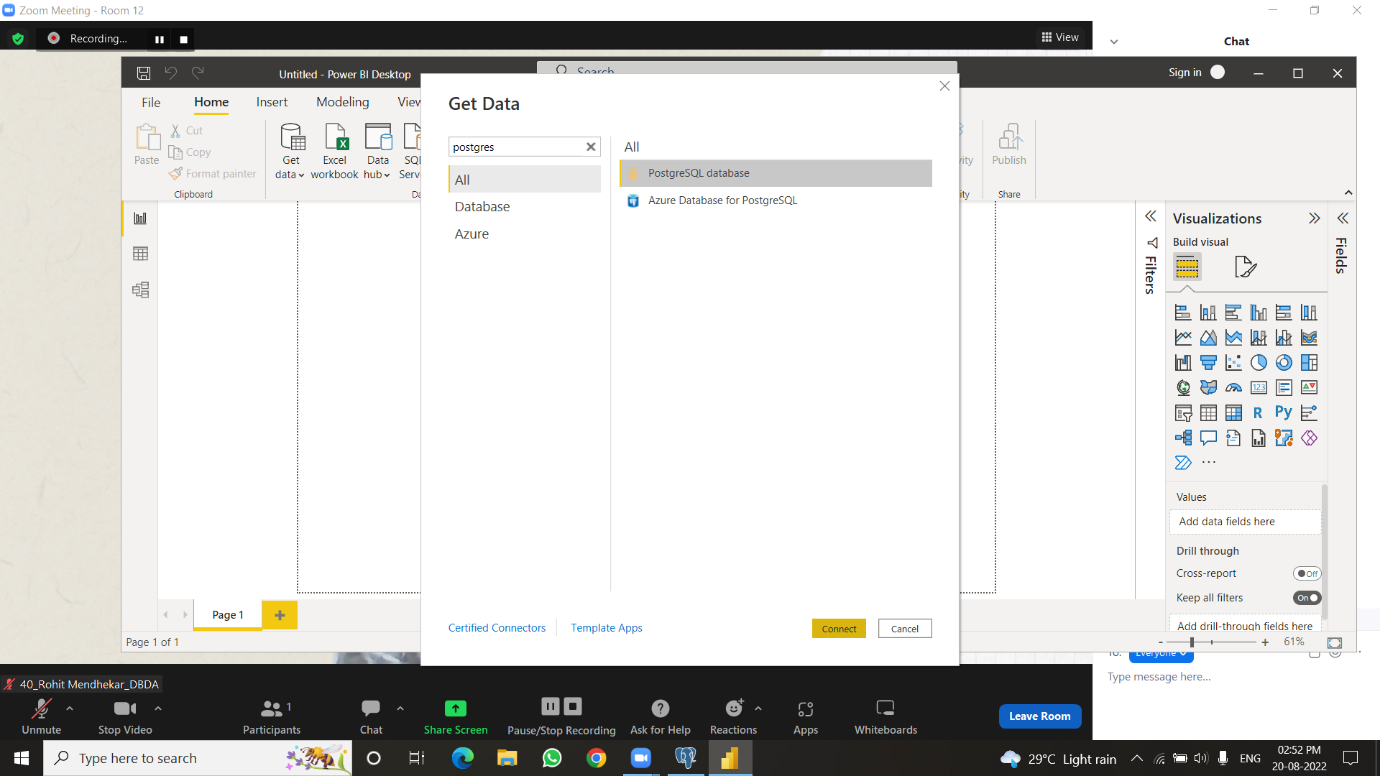 Zoom Meeting - Room 12
Recording...
View
Chat
Untitled - Power BI Desktop
Search
Sign in
File
Home
Insert
Modeling
View
Paste
Cut
Copy
Format painter
Clipboard
Get data
Excel workbook
Data hub
Publish
Share
Get Data
postgres
All
Database
Azure
All
PostgreSQL database
Azure Database for PostgreSQL
Certified Connectors
Template Apps
Connect
Cancel
Filters
Visualizations
Build visual
Fields
123
R
Py
Values
Add data fields here
Drill through
Cross-report
Off
Keep all filters
On
Add drill-through fields here
Page 1
Page 1 of 1
61%
Everyone
Type message here...
40_Rohit Mendhekar_DBDA
Unmute
Stop Video
1
Participants
Chat
Share Screen
Pause/Stop Recording
Ask for Help
Reactions
Apps
Whiteboards
Leave Room
Type here to search
29°C Light rain
ENG
02:52 PM
20-08-2022